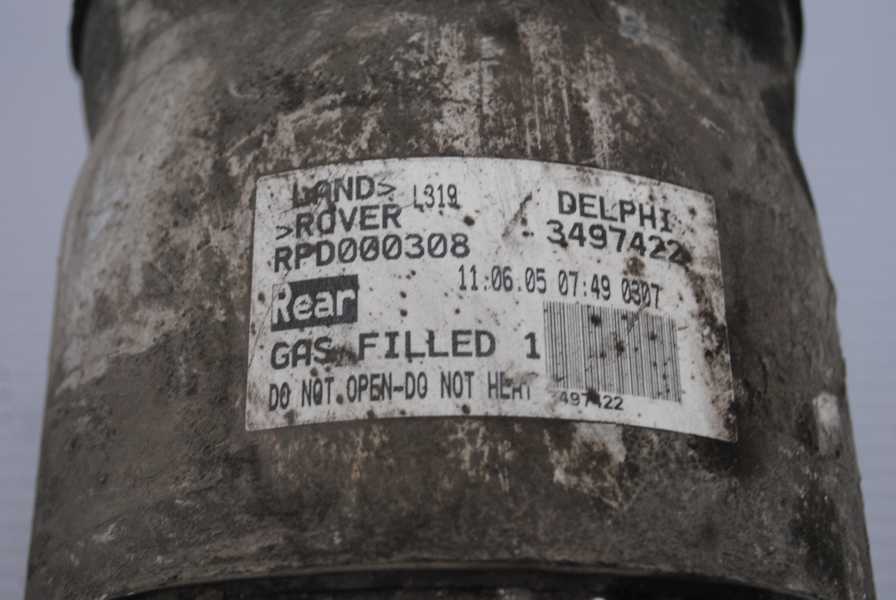 LAND> L319
>ROVER
RPD000308
DELPHI
3497422
11:06.05 07:49 0307
Rear
GAS FILLED 1
DO NOT OPEN-DO NOT HEAT
497422